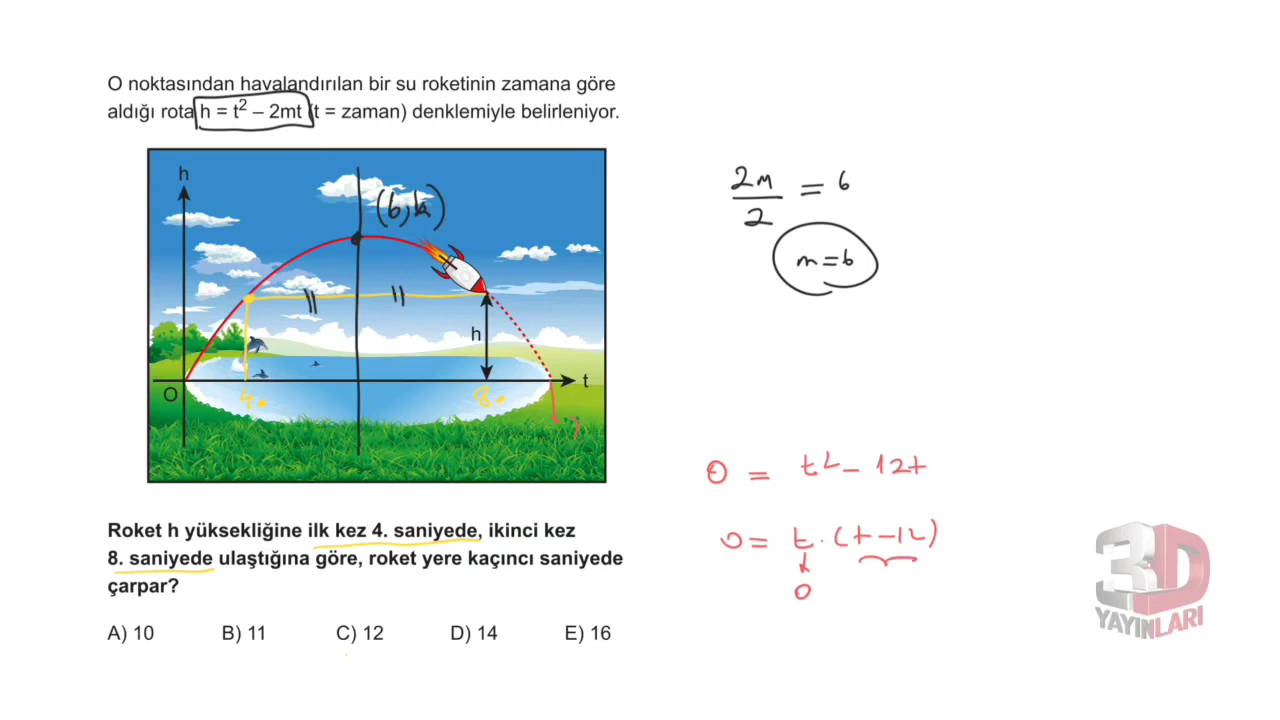 O noktasından havalandırılan bir su roketinin zamana göre
aldığı rota h = t² – 2mt (t = zaman) denklemiyle belirleniyor.
h
(6,k)
h
O
t
4.
8.
?
Roket h yüksekliğine ilk kez 4. saniyede, ikinci kez
8. saniyede ulaştığına göre, roket yere kaçıncı saniyede
çarpar?
A) 10 B) 11 C) 12 D) 14 E) 16
2m/2 = 6
m=6
0 = t² – 12t
0 = t . (t – 12)
0
3D
YAYINLARI